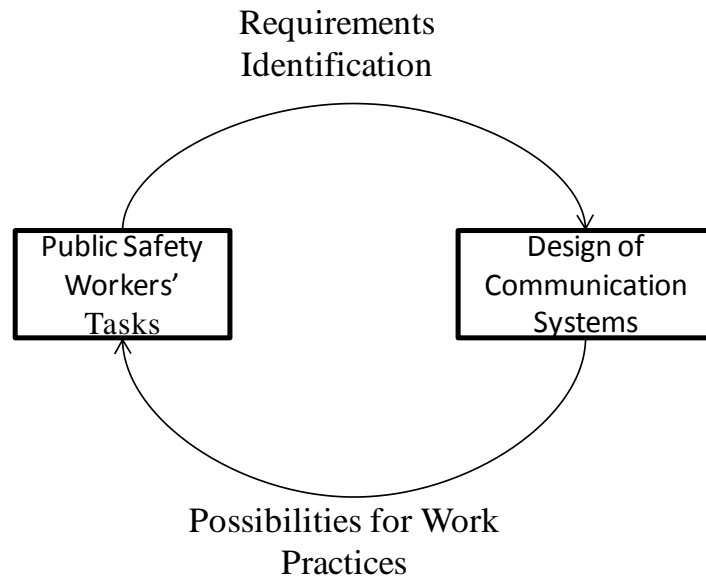 Requirements
Identification
Public Safety
Workers'
Tasks
Design of
Communication
Systems
Possibilities for Work
Practices